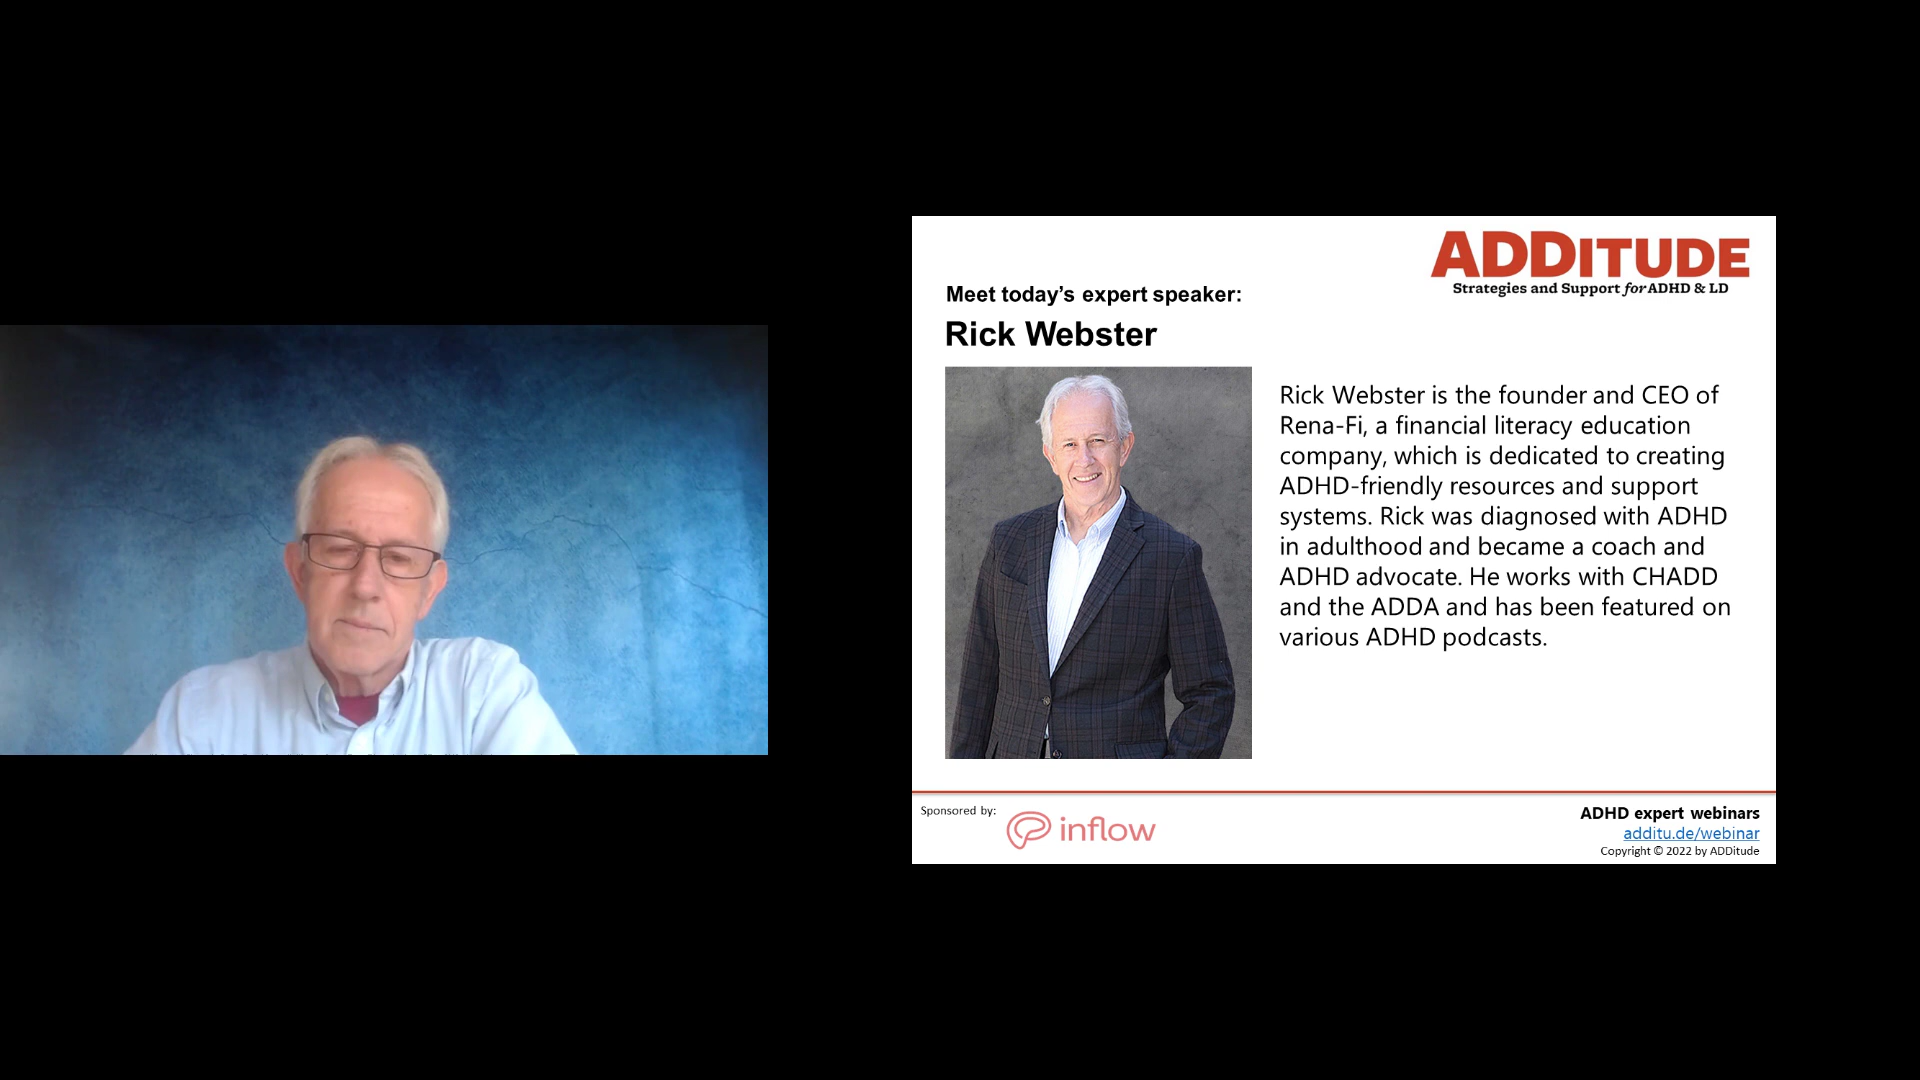 ADDITUDE
Strategies and Support for ADHD & LD
Meet today’s expert speaker:
Rick Webster
Rick Webster is the founder and CEO of
Rena-Fi, a financial literacy education
company, which is dedicated to creating
ADHD-friendly resources and support
systems. Rick was diagnosed with ADHD
in adulthood and became a coach and
ADHD advocate. He works with CHADD
and the ADDA and has been featured on
various ADHD podcasts.
Sponsored by:
inflow
ADHD expert webinars
additu.de/webinar
Copyright © 2022 by ADDitude